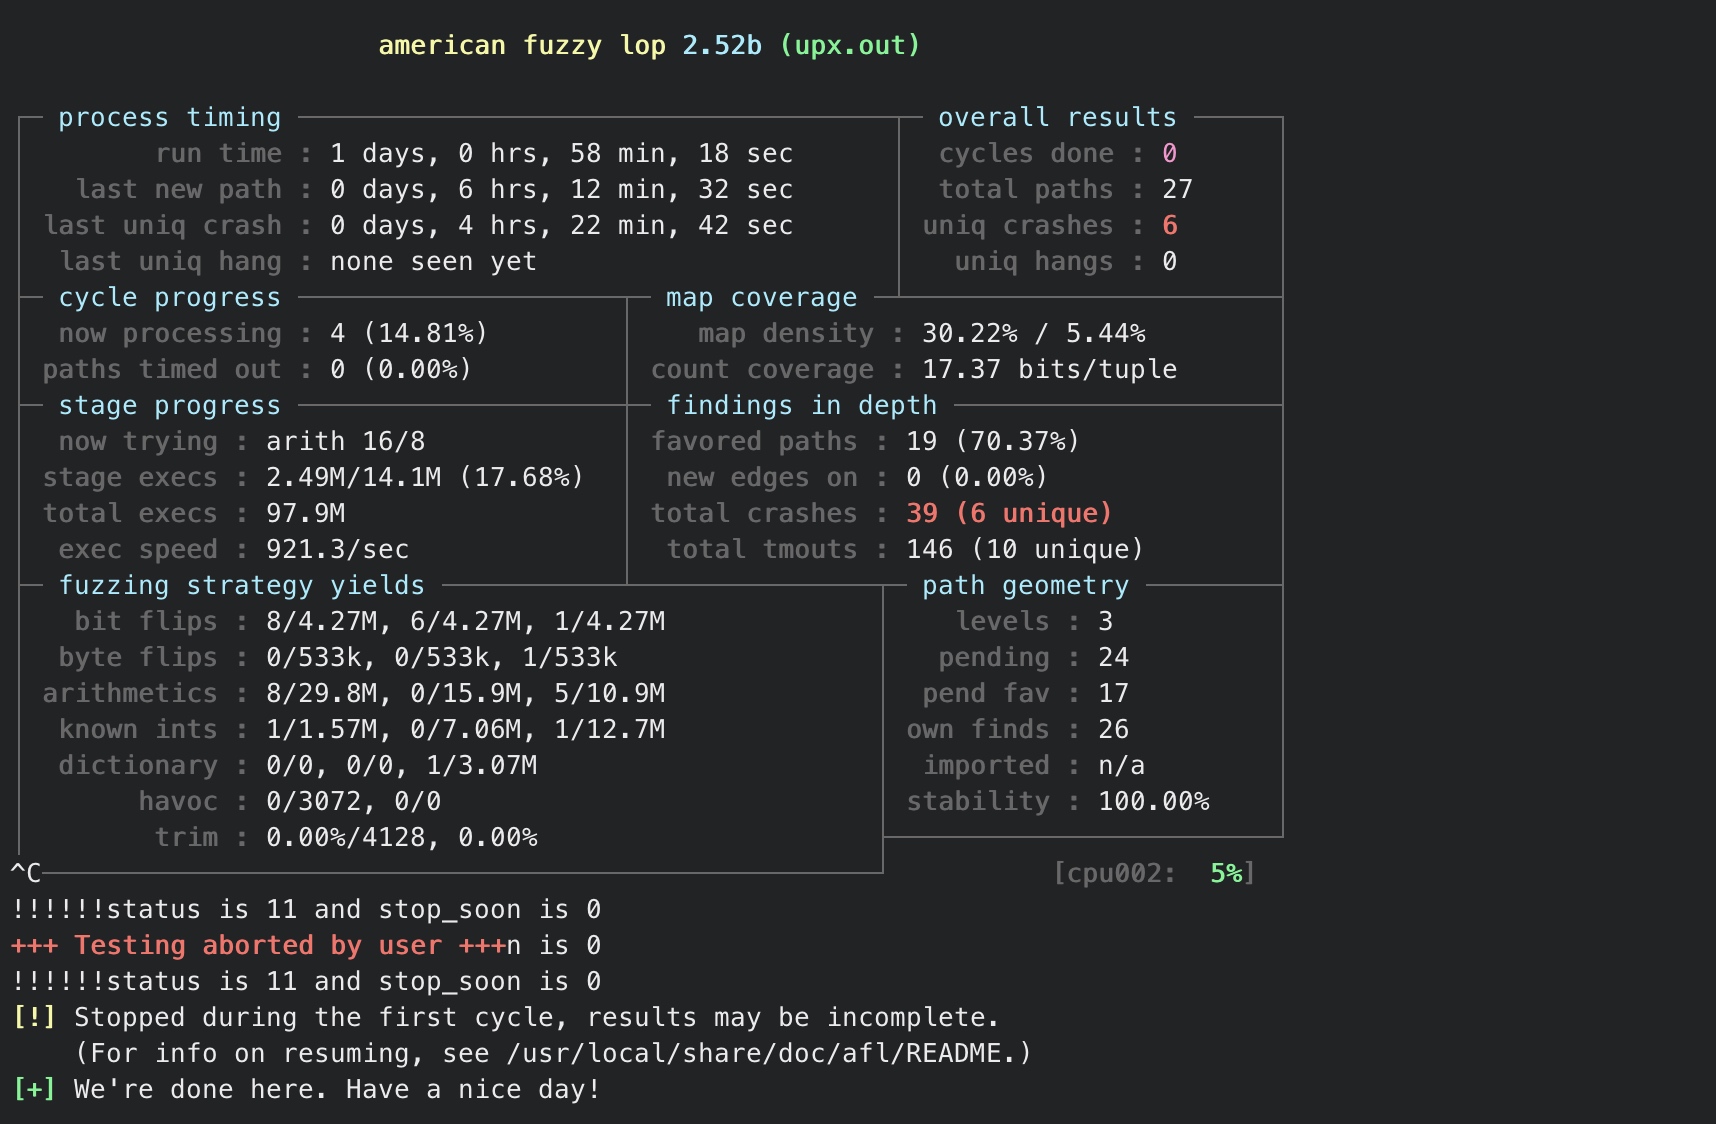 american fuzzy lop 2.52b (upx.out)
process timing overall results
run time : 1 days, 0 hrs, 58 min, 18 sec cycles done : 0
last new path : 0 days, 6 hrs, 12 min, 32 sec total paths : 27
last uniq crash : 0 days, 4 hrs, 22 min, 42 sec uniq crashes : 6
last uniq hang : none seen yet uniq hangs : 0
cycle progress map coverage
now processing : 4 (14.81%) map density : 30.22% / 5.44%
paths timed out : 0 (0.00%) count coverage : 17.37 bits/tuple
stage progress findings in depth
now trying : arith 16/8 favored paths : 19 (70.37%)
stage execs : 2.49M/14.1M (17.68%) new edges on : 0 (0.00%)
total execs : 97.9M total crashes : 39 (6 unique)
exec speed : 921.3/sec total tmouts : 146 (10 unique)
fuzzing strategy yields path geometry
bit flips : 8/4.27M, 6/4.27M, 1/4.27M levels : 3
byte flips : 0/533k, 0/533k, 1/533k pending : 24
arithmetics : 8/29.8M, 0/15.9M, 5/10.9M pend fav : 17
known ints : 1/1.57M, 0/7.06M, 1/12.7M own finds : 26
dictionary : 0/0, 0/0, 1/3.07M imported : n/a
havoc : 0/3072, 0/0 stability : 100.00%
trim : 0.00%/4128, 0.00%
^C [cpu002: 5%]
!!!!!!status is 11 and stop_soon is 0
+++ Testing aborted by user +++n is 0
!!!!!!status is 11 and stop_soon is 0
[!] Stopped during the first cycle, results may be incomplete.
(For info on resuming, see /usr/local/share/doc/afl/README.)
[+] We're done here. Have a nice day!